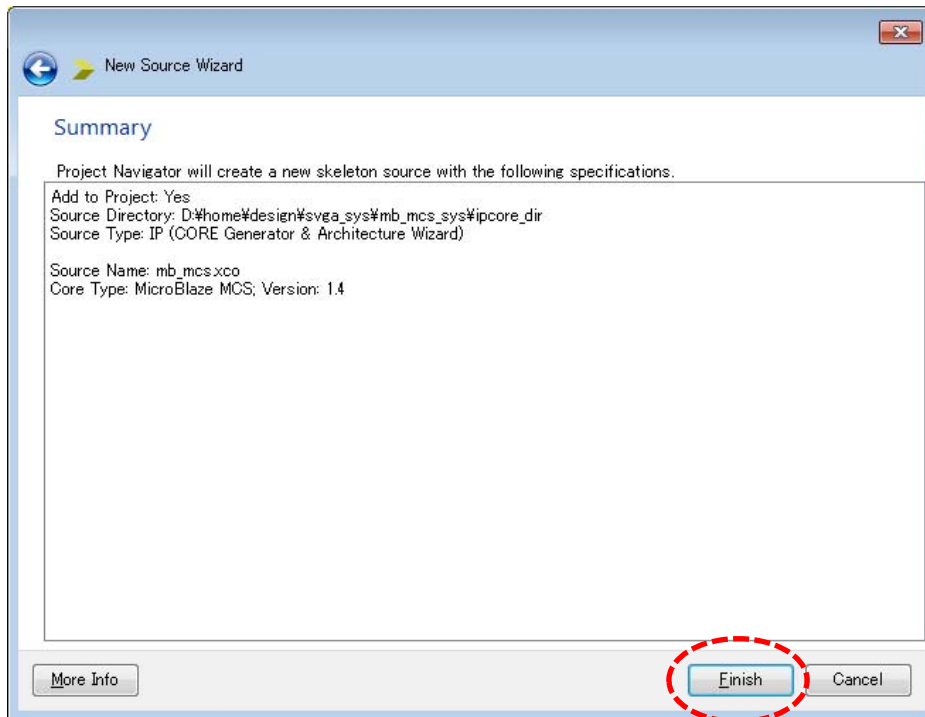 New Source Wizard
Summary
Project Navigator will create a new skeleton source with the following specifications.
Add to Project: Yes
Source Directory: D:¥home¥design¥svga_sys¥mb_mcs_sys¥ipcore_dir
Source Type: IP (CORE Generator & Architecture Wizard)
Source Name: mb_mcs.xco
Core Type: MicroBlaze MCS; Version: 1.4
More Info
Finish
Cancel